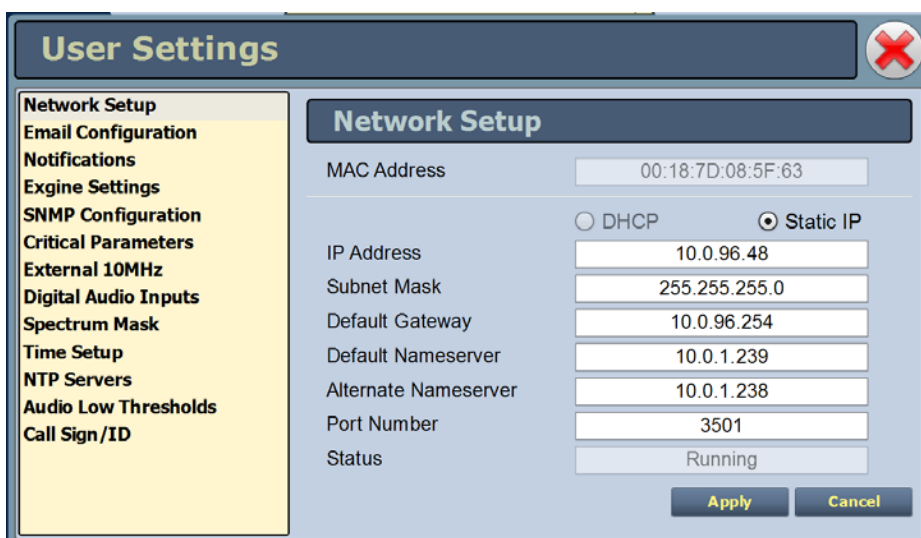 User Settings
Network Setup
Email Configuration
Notifications
Exgine Settings
SNMP Configuration
Critical Parameters
External 10MHz
Digital Audio Inputs
Spectrum Mask
Time Setup
NTP Servers
Audio Low Thresholds
Call Sign/ID
Network Setup
MAC Address 00:18:7D:08:5F:63
DHCP Static IP
IP Address 10.0.96.48
Subnet Mask 255.255.255.0
Default Gateway 10.0.96.254
Default Nameserver 10.0.1.239
Alternate Nameserver 10.0.1.238
Port Number 3501
Status Running
Apply Cancel